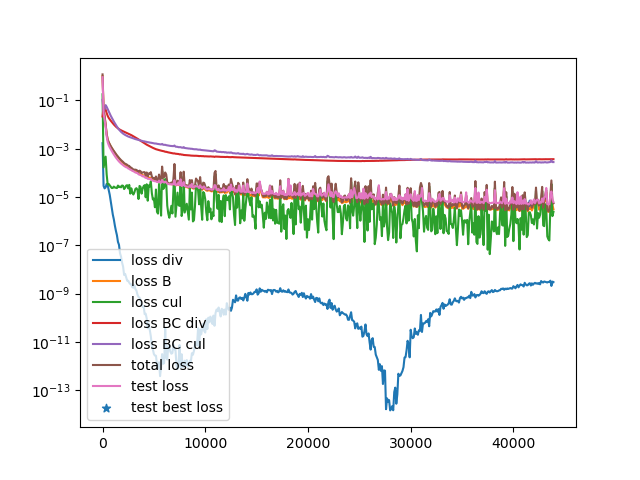 10⁻¹
10⁻³
10⁻⁵
10⁻⁷
10⁻⁹
10⁻¹¹
10⁻¹³
loss div
loss B
loss cul
loss BC div
loss BC cul
total loss
test loss
test best loss
0 10000 20000 30000 40000